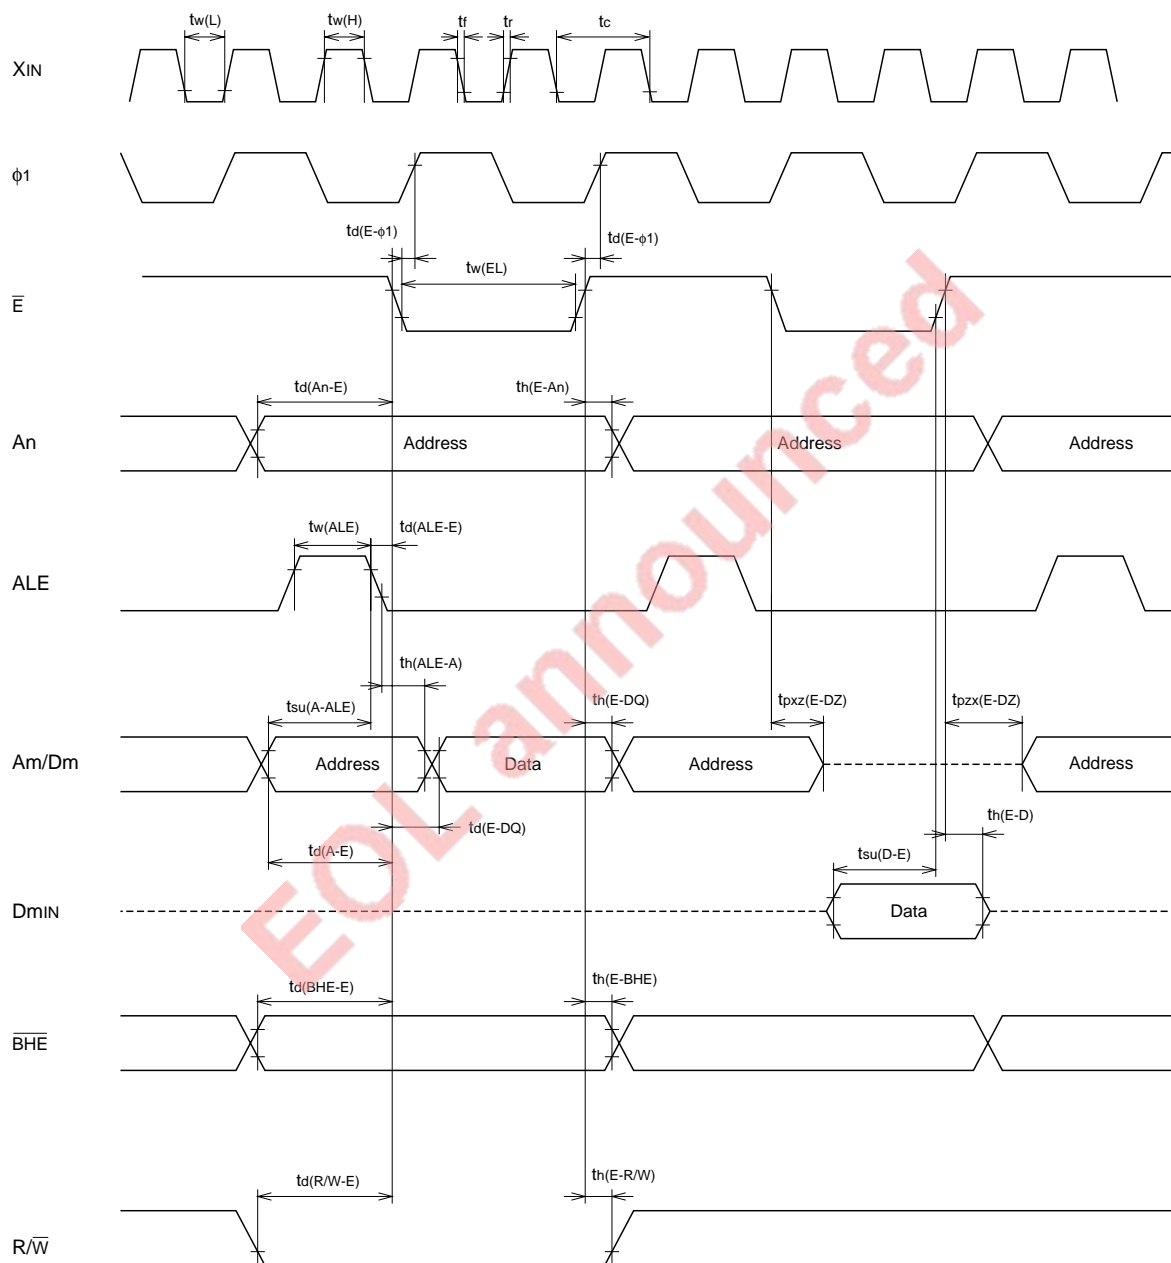 tw(L) tw(H) tf tr tc
XIN
ϕ1
td(E-ϕ1) td(E-ϕ1)
tw(EL)
E̅
td(An-E) th(E-An)
An Address Address Address
tw(ALE) td(ALE-E)
ALE
th(ALE-A)
tsu(A-ALE) th(E-DQ) tpxz(E-DZ) tpzx(E-DZ)
Am/Dm Address Data Address Address
td(E-DQ) th(E-D)
td(A-E) tsu(D-E)
DmIN Data
td(BHE-E) th(E-BHE)
B̅H̅E̅
td(R/W-E) th(E-R/W)
R/W̅
EOL announced